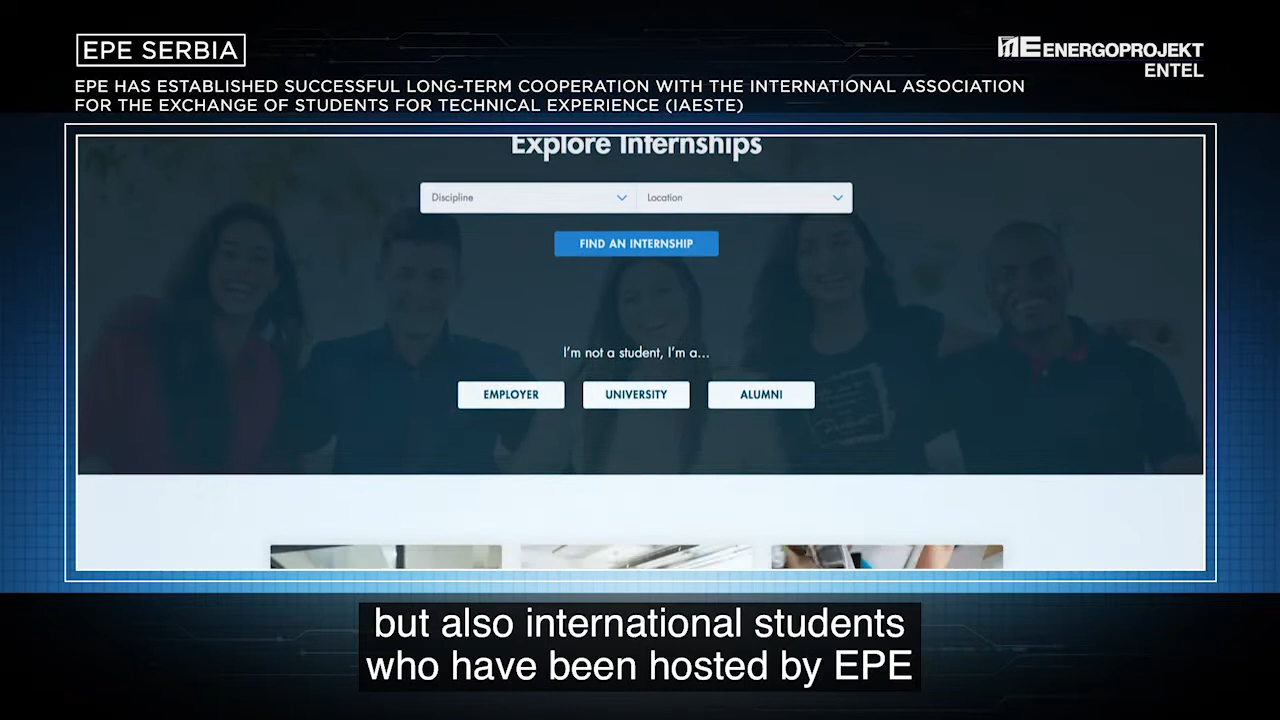 EPE SERBIA
ENERGOPROJEKT
ENTEL
EPE HAS ESTABLISHED SUCCESSFUL LONG-TERM COOPERATION WITH THE INTERNATIONAL ASSOCIATION
FOR THE EXCHANGE OF STUDENTS FOR TECHNICAL EXPERIENCE (IAESTE)
Explore Internships
Discipline
Location
FIND AN INTERNSHIP
I'm not a student, I'm a...
EMPLOYER
UNIVERSITY
ALUMNI
but also international students
who have been hosted by EPE